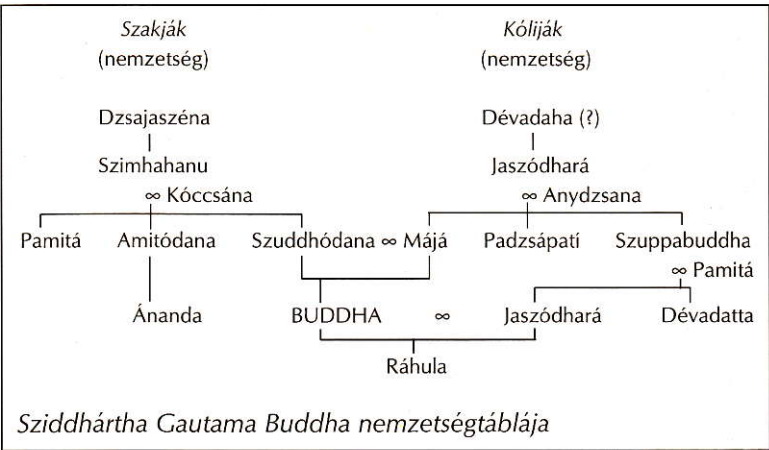 Szakják Kóliják
(nemzetség) (nemzetség)
Dzsajaszéna Dévadaha (?)
Szimhahanu Jaszódhará
∞ Kóccsána ∞ Anydzsana
Pamitá Amitódana Szuddhódana ∞ Májá Padzsápatí Szuppabuddha
∞ Pamitá
Ánanda BUDDHA ∞ Jaszódhará Dévadatta
Ráhula
Sziddhártha Gautama Buddha nemzetségtáblája